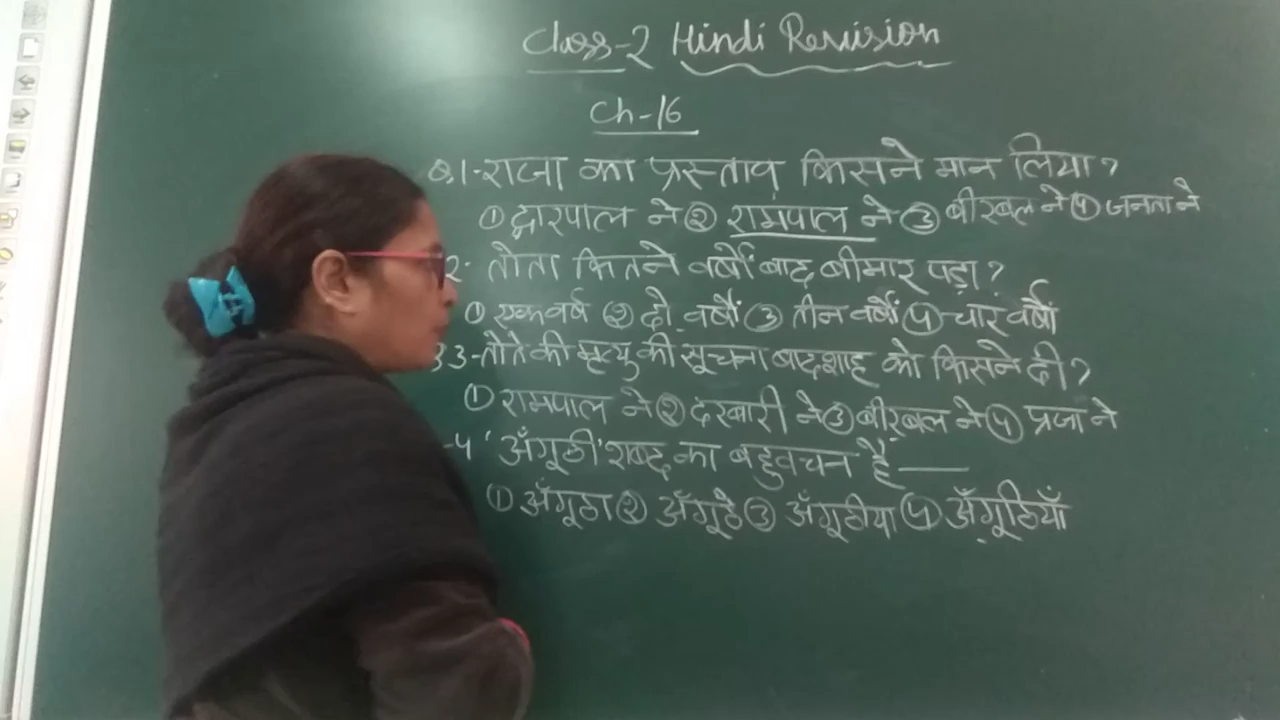 Class-2 Hindi Revision
Ch-16
Q.1-राजा का प्रस्ताव किसने मान लिया?
① द्वारपाल ने ② रामपाल ने ③ बीरबल ने ④ जनता ने
2- तोता कितने वर्षों बाद बीमार पड़ा?
① एक वर्ष ② दो वर्षों ③ तीन वर्षों ④ चार वर्षों
3-तोते की मृत्यु की सूचना बादशाह को किसने दी?
① रामपाल ने ② दरबारी ने ③ बीरबल ने ④ प्रजा ने
-4 'अँगूठी' शब्द का बहुवचन है ——
① अँगूठा ② अँगूठे ③ अँगूठीया ④ अँगूठियाँ